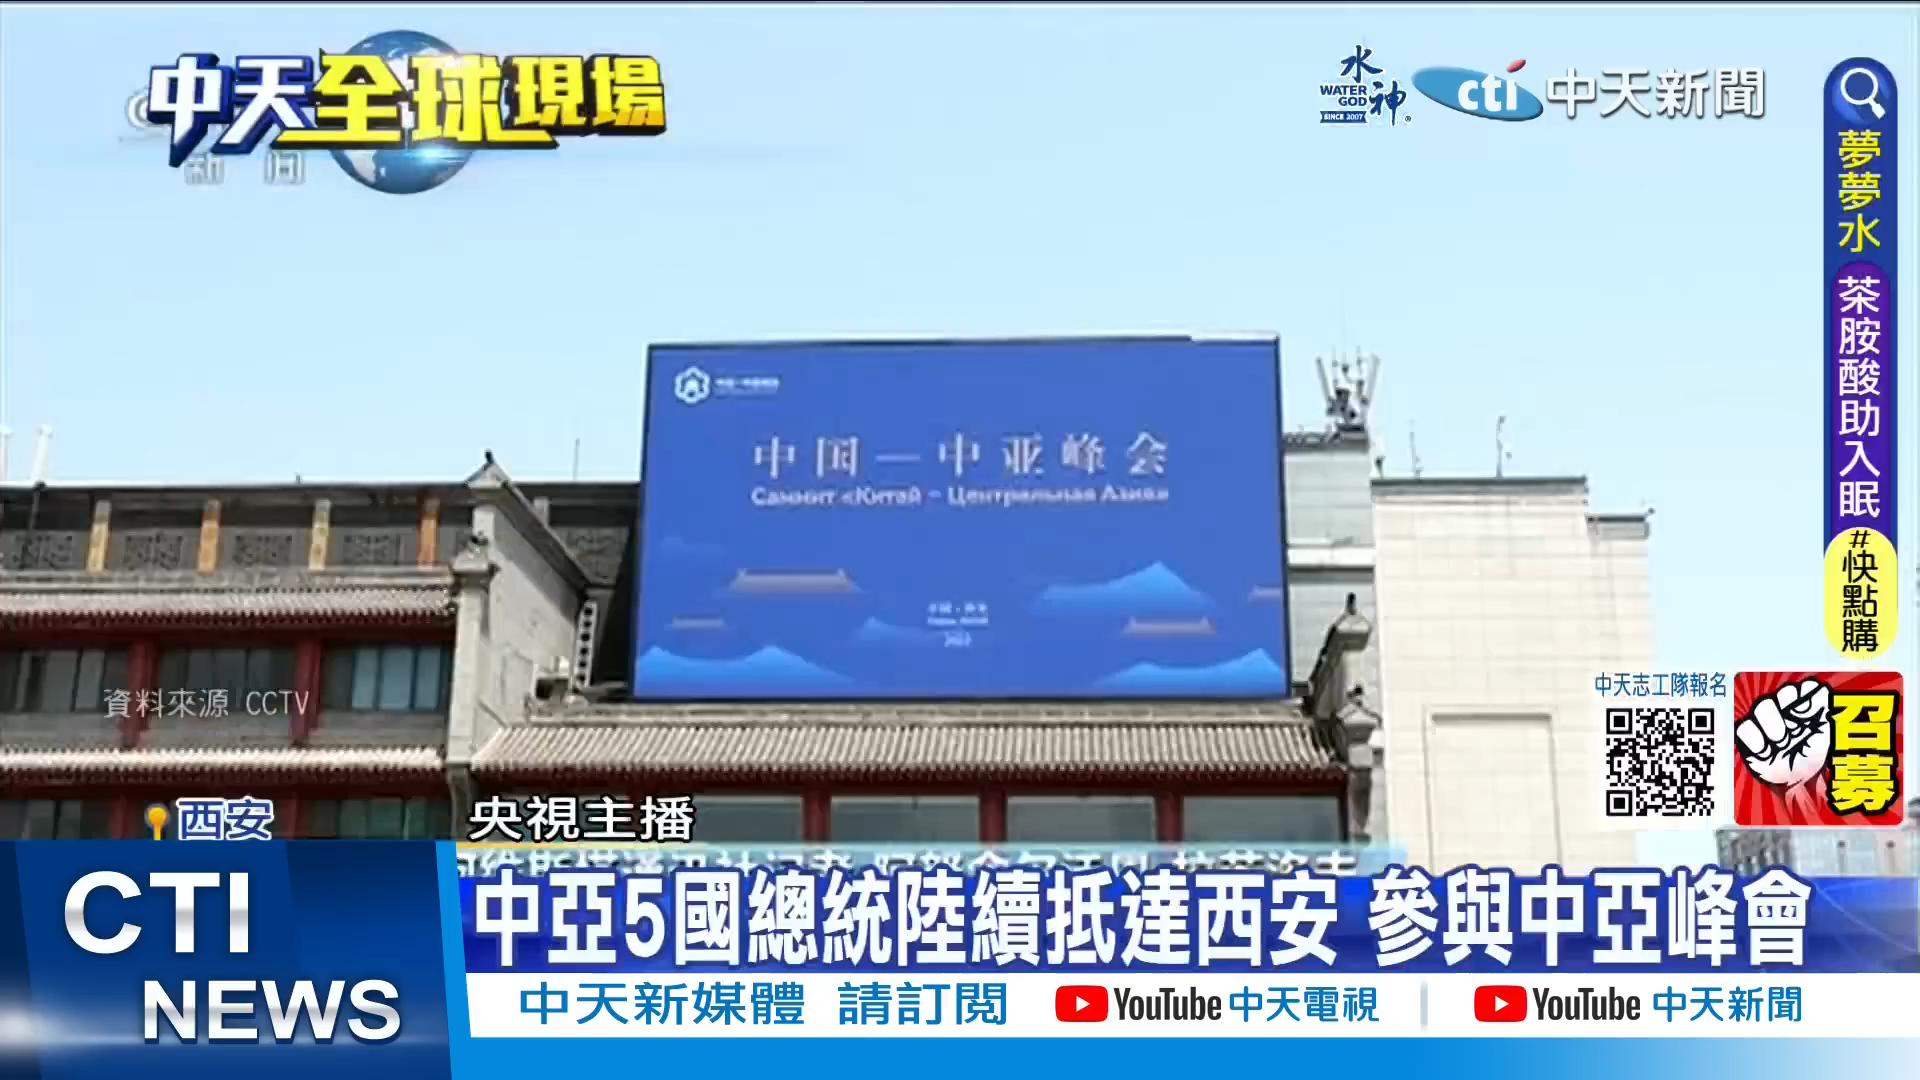 中天全球現場
水神
WATER GOD
SINCE 2007
cti 中天新聞
夢夢水
茶胺酸助入眠
#快點購
中国—中亚峰会
Саммит «Китай – Центральная Азия»
資料來源 CCTV
中天志工隊報名
召募
西安
央視主播
CTI NEWS
中亞5國總統陸續抵達西安 參與中亞峰會
中天新媒體 請訂閱 YouTube 中天電視 | YouTube 中天新聞